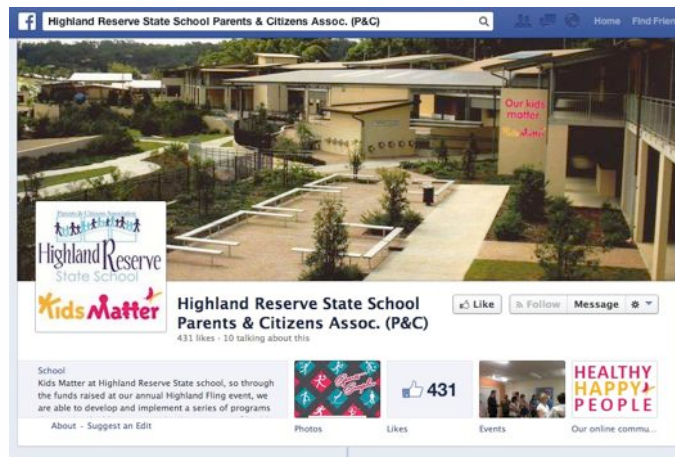 Highland Reserve State School Parents & Citizens Assoc. (P&C)
Home Find Frien
Our kids
matter
KidsMatter
Parents & Citizens Association
Highland Reserve
State School
Kids Matter
Highland Reserve State School
Parents & Citizens Assoc. (P&C)
431 likes · 10 talking about this
Like
Follow
Message
School
Kids Matter at Highland Reserve State school, so through
the funds raised at our annual Highland Fling event, we
are able to develop and implement a series of programs
About - Suggest an Edit
Photos
431
Likes
Events
HEALTHY
HAPPY
PEOPLE
Our online commu...